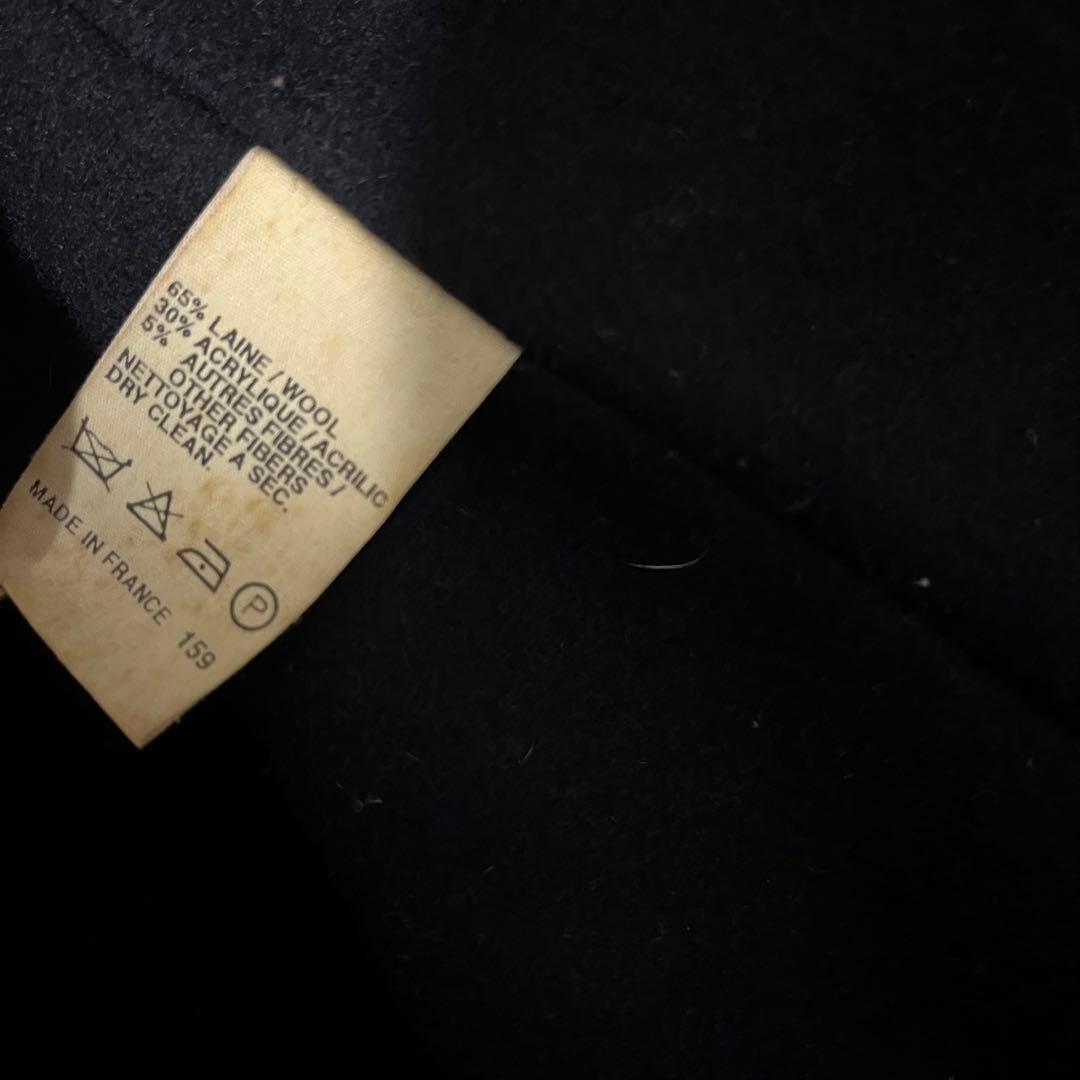 65% LAINE / WOOL
30% ACRYLIQUE / ACRILIC
5% AUTRES FIBRES /
OTHER FIBERS
NETTOYAGE A SEC.
DRY CLEAN.
P
MADE IN FRANCE 159